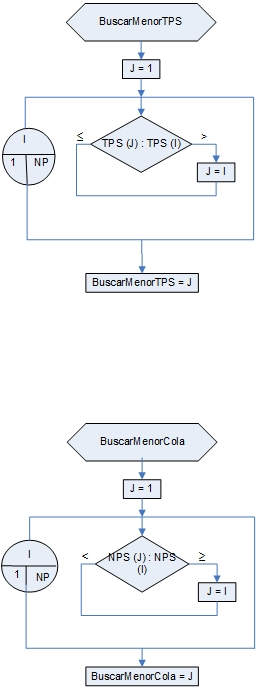 BuscarMenorTPS
J = 1
I
1 NP
≤
TPS (J) : TPS (I)
>
J = I
BuscarMenorTPS = J
BuscarMenorCola
J = 1
I
1 NP
<
NPS (J) : NPS
(I)
≥
J = I
BuscarMenorCola = J